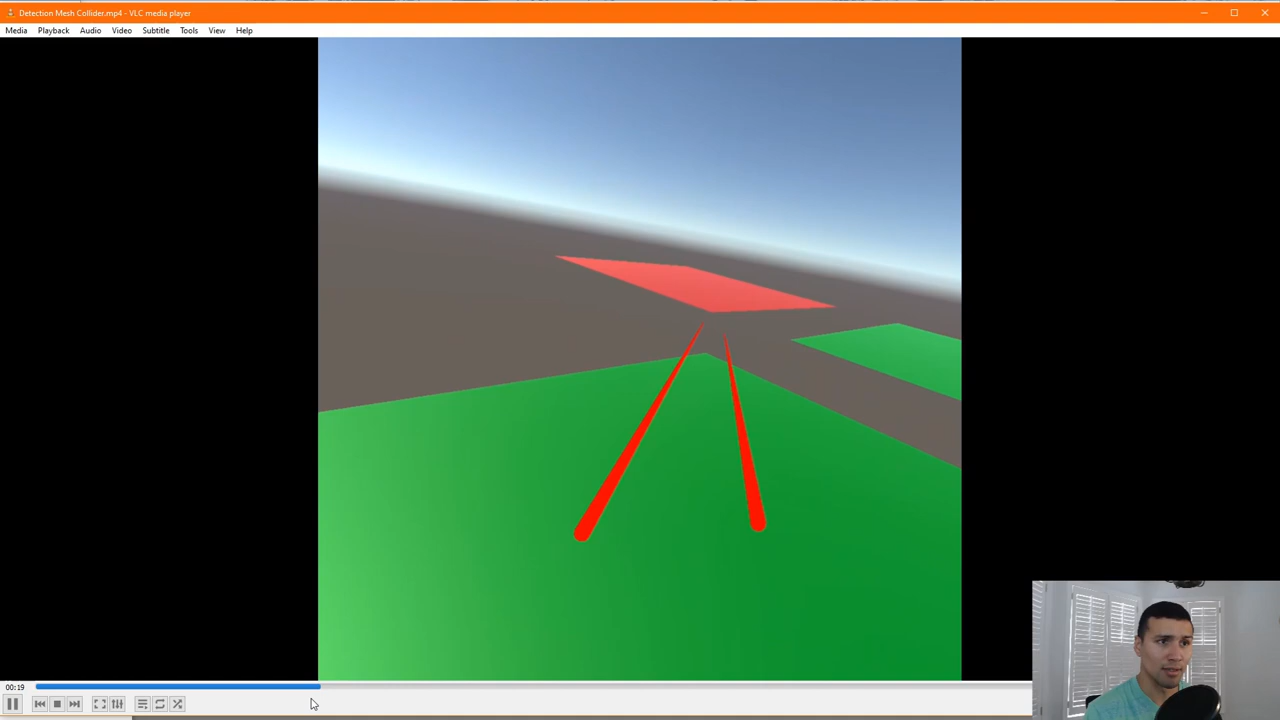 Detection Mesh Collider.mp4 - VLC media player
Media Playback Audio Video Subtitle Tools View Help
00:19